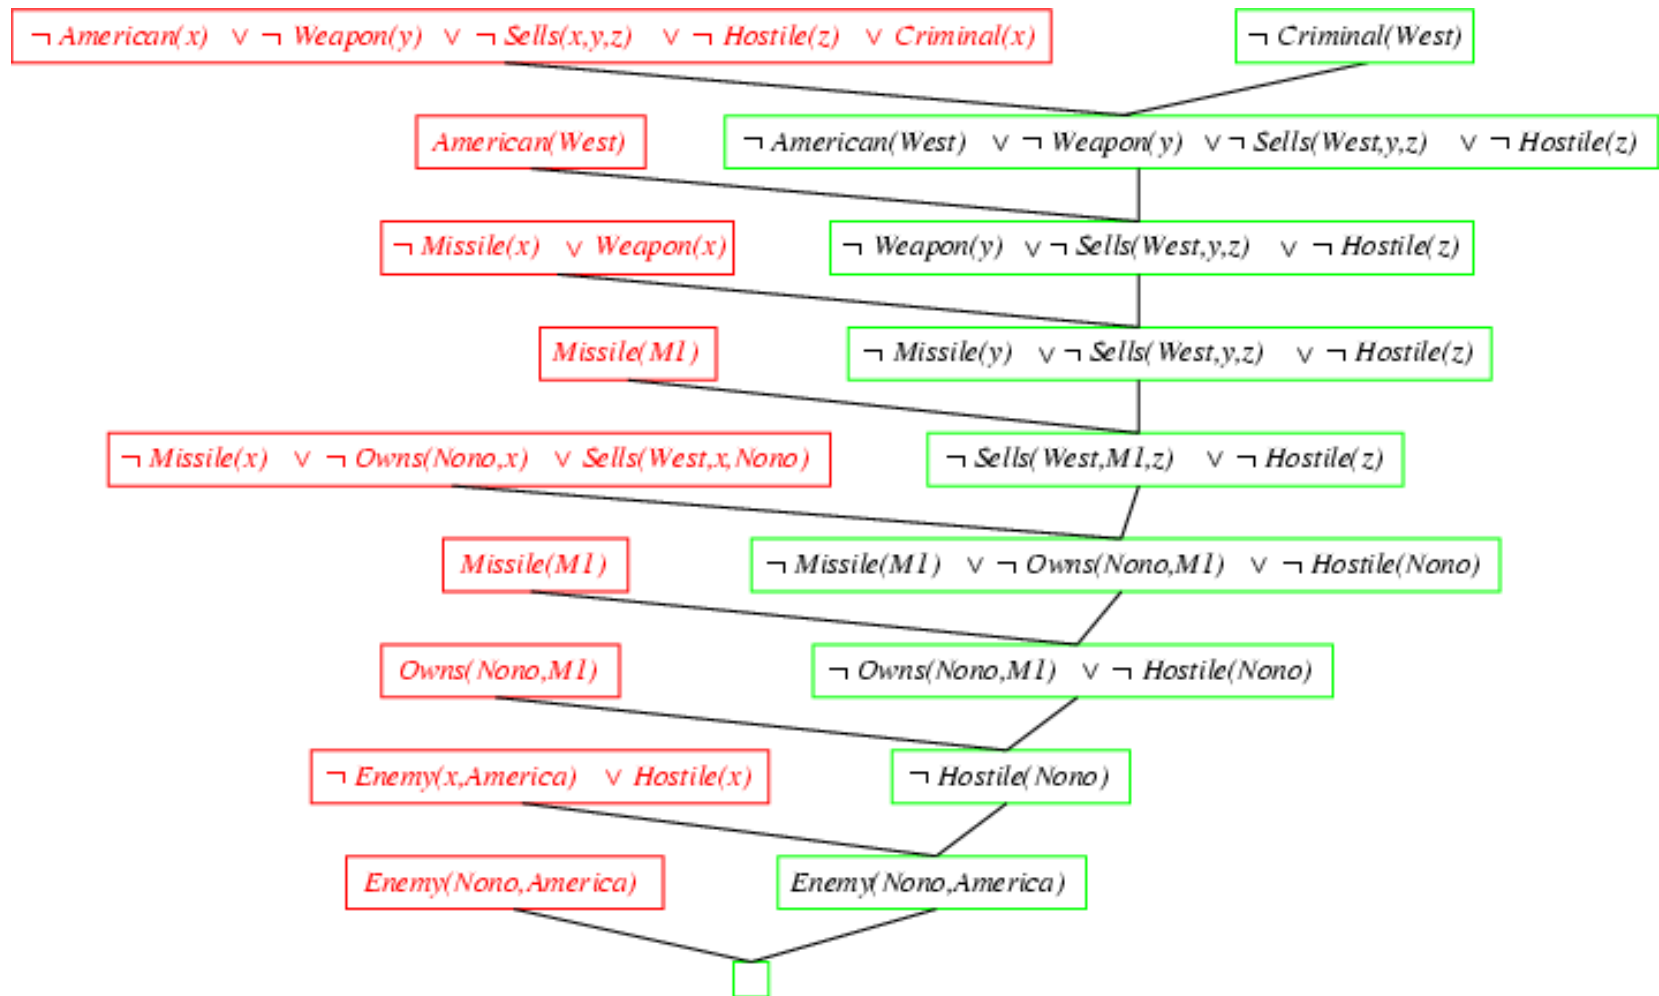 ¬ American(x) ∨ ¬ Weapon(y) ∨ ¬ Sells(x,y,z) ∨ ¬ Hostile(z) ∨ Criminal(x)
¬ Criminal(West)
American(West)
¬ American(West) ∨ ¬ Weapon(y) ∨ ¬ Sells(West,y,z) ∨ ¬ Hostile(z)
¬ Missile(x) ∨ Weapon(x)
¬ Weapon(y) ∨ ¬ Sells(West,y,z) ∨ ¬ Hostile(z)
Missile(M1)
¬ Missile(y) ∨ ¬ Sells(West,y,z) ∨ ¬ Hostile(z)
¬ Missile(x) ∨ ¬ Owns(Nono,x) ∨ Sells(West,x,Nono)
¬ Sells(West,M1,z) ∨ ¬ Hostile(z)
Missile(M1)
¬ Missile(M1) ∨ ¬ Owns(Nono,M1) ∨ ¬ Hostile(Nono)
Owns(Nono,M1)
¬ Owns(Nono,M1) ∨ ¬ Hostile(Nono)
¬ Enemy(x,America) ∨ Hostile(x)
¬ Hostile(Nono)
Enemy(Nono,America)
Enemy(Nono,America)